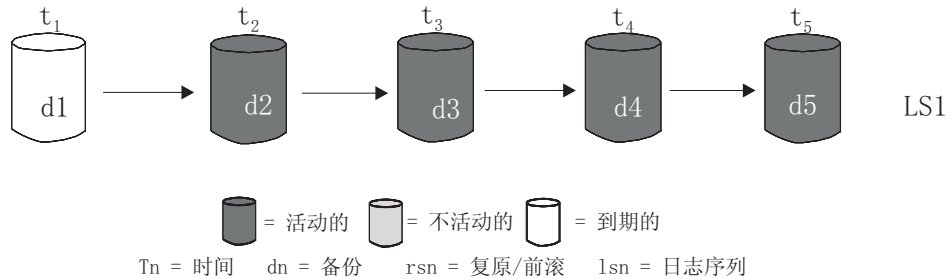 t1 t2 t3 t4 t5
d1 d2 d3 d4 d5 LS1
= 活动的 = 不活动的 = 到期的
Tn = 时间 dn = 备份 rsn = 复原/前滚 lsn = 日志序列